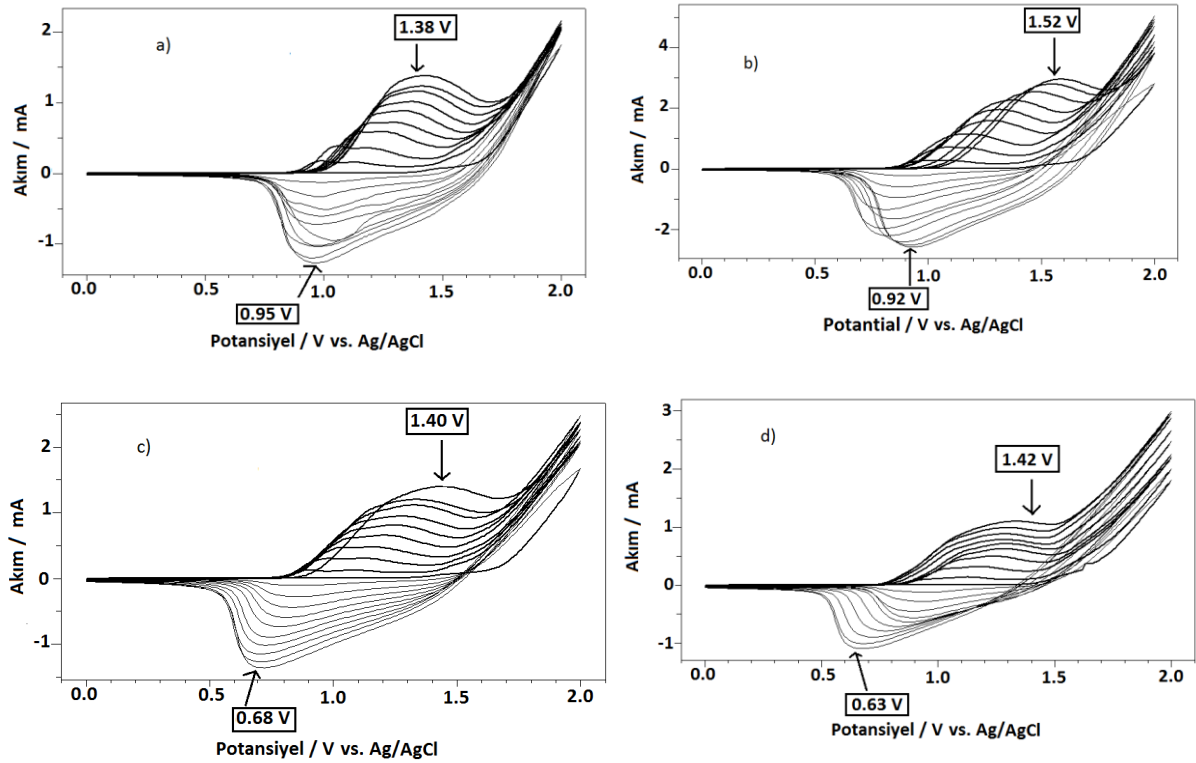 a)
1.38 V
2
1
0
-1
Akım / mA
0.0 0.5 1.0 1.5 2.0
0.95 V
Potansiyel / V vs. Ag/AgCl
b)
1.52 V
4
2
0
-2
Akım / mA
0.0 0.5 1.0 1.5 2.0
0.92 V
Potantial / V vs. Ag/AgCl
c)
1.40 V
2
1
0
-1
Akım / mA
0.0 0.5 1.0 1.5 2.0
0.68 V
Potansiyel / V vs. Ag/AgCl
d)
1.42 V
3
2
1
0
-1
Akım / mA
0.0 0.5 1.0 1.5 2.0
0.63 V
Potansiyel / V vs. Ag/AgCl